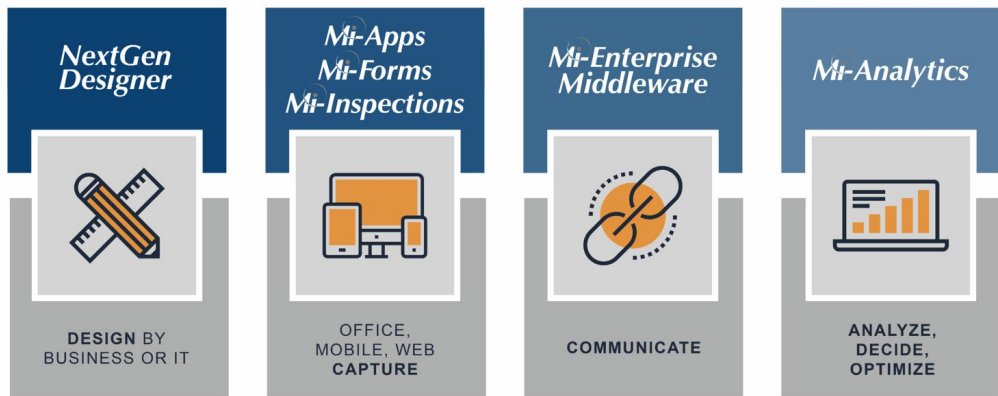 NextGen
Designer
DESIGN BY
BUSINESS OR IT
Mi-Apps
Mi-Forms
Mi-Inspections
OFFICE,
MOBILE, WEB
CAPTURE
Mi-Enterprise
Middleware
COMMUNICATE
Mi-Analytics
ANALYZE,
DECIDE,
OPTIMIZE